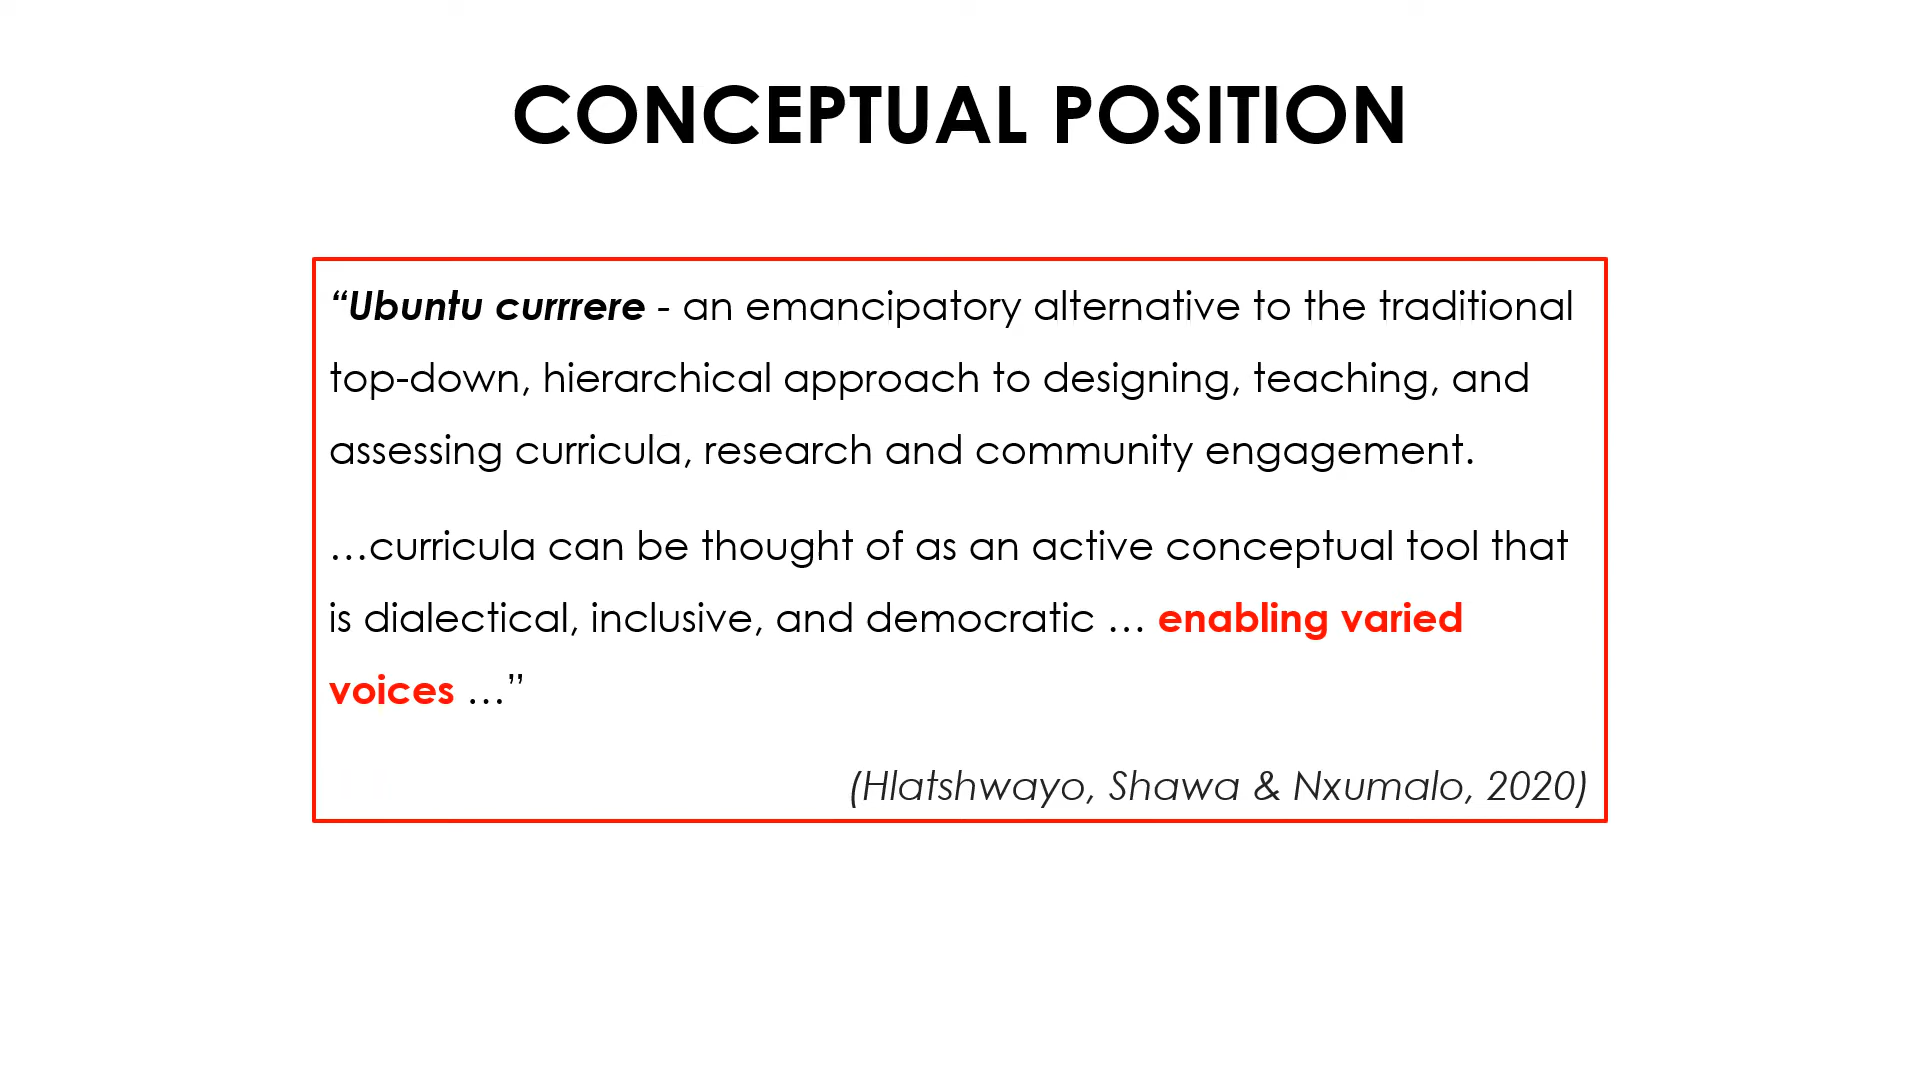 CONCEPTUAL POSITION
“Ubuntu currrere - an emancipatory alternative to the traditional
top-down, hierarchical approach to designing, teaching, and
assessing curricula, research and community engagement.
…curricula can be thought of as an active conceptual tool that
is dialectical, inclusive, and democratic … enabling varied
voices …”
(Hlatshwayo, Shawa & Nxumalo, 2020)